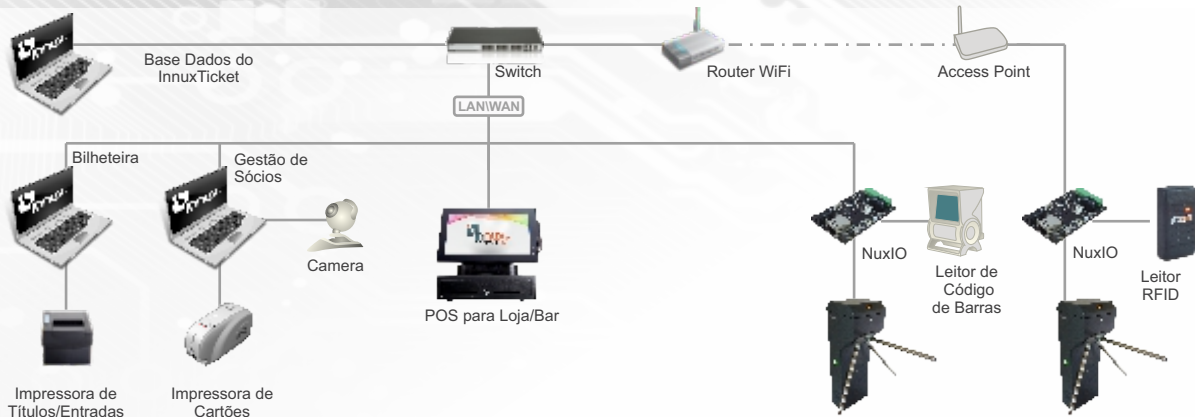 Base Dados do
InnuxTicket
Switch
Router WiFi
Access Point
LAN\WAN
Bilheteira
Gestão de
Sócios
Camera
POS para Loja/Bar
NuxIO
Leitor de
Código
de Barras
NuxIO
Leitor
RFID
Impressora de
Títulos/Entradas
Impressora de
Cartões